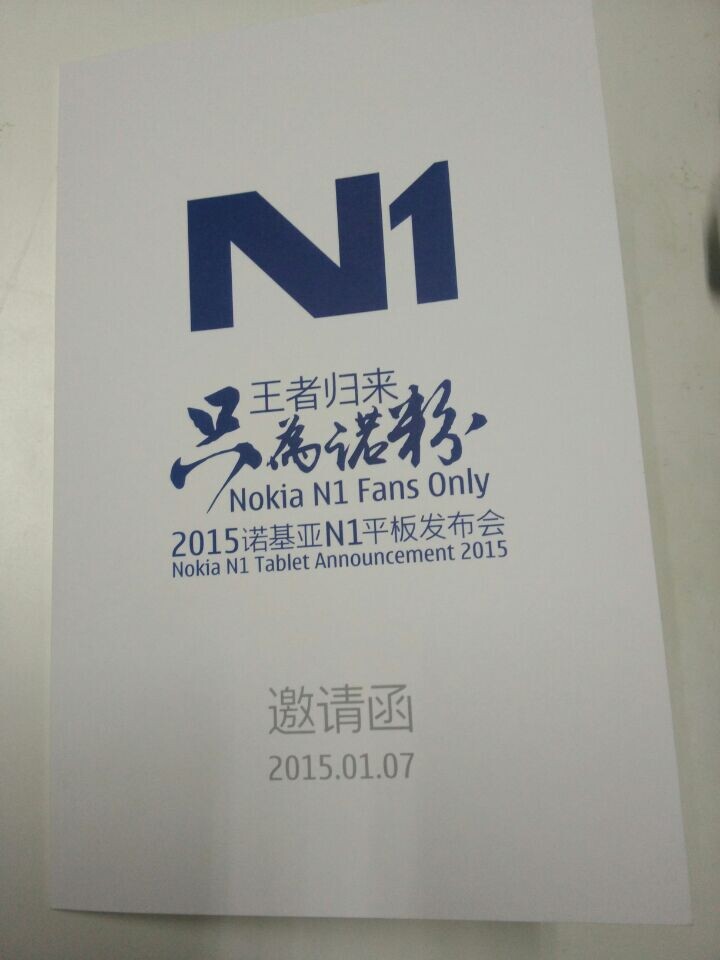 N1
王者归来
只為诺粉
Nokia N1 Fans Only
2015诺基亚N1平板发布会
Nokia N1 Tablet Announcement 2015
邀请函
2015.01.07